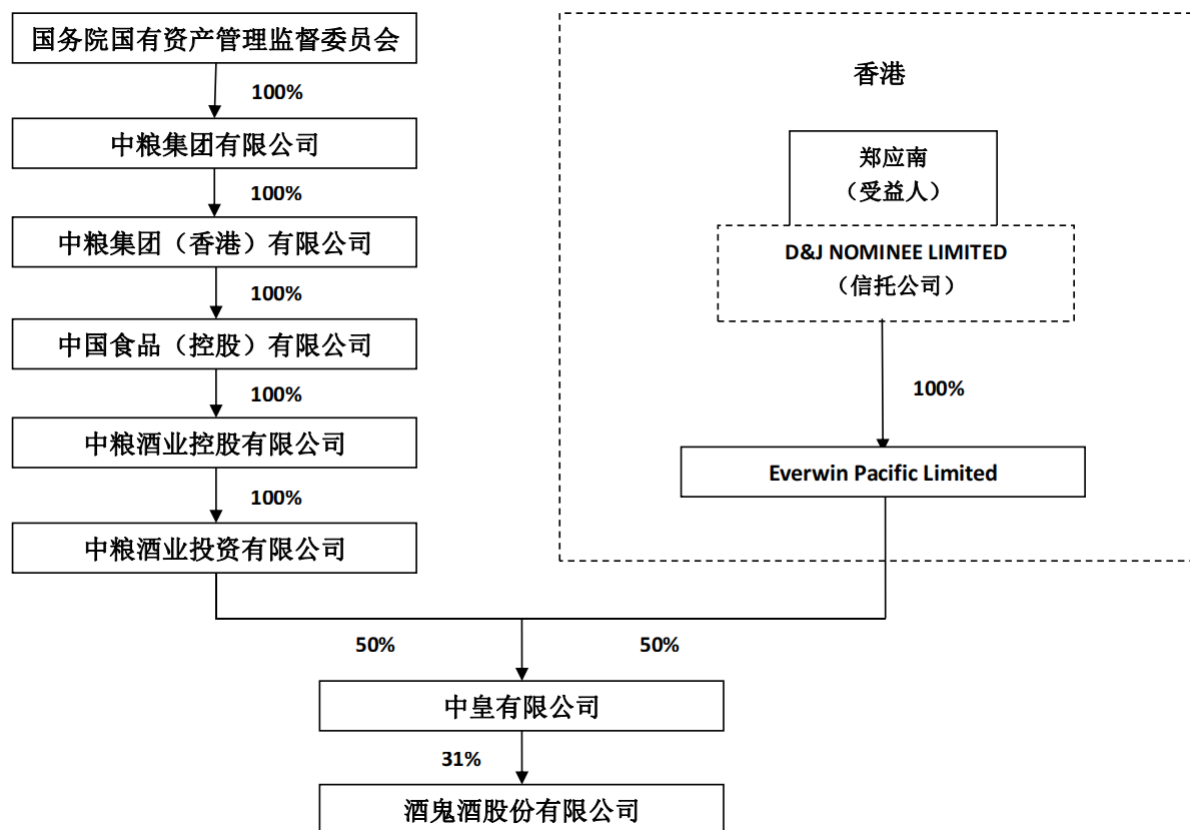 国务院国有资产管理监督委员会
100%
中粮集团有限公司
100%
中粮集团（香港）有限公司
100%
中国食品（控股）有限公司
100%
中粮酒业控股有限公司
100%
中粮酒业投资有限公司
香港
郑应南
（受益人）
D&J NOMINEE LIMITED
（信托公司）
100%
Everwin Pacific Limited
50%
50%
中皇有限公司
31%
酒鬼酒股份有限公司